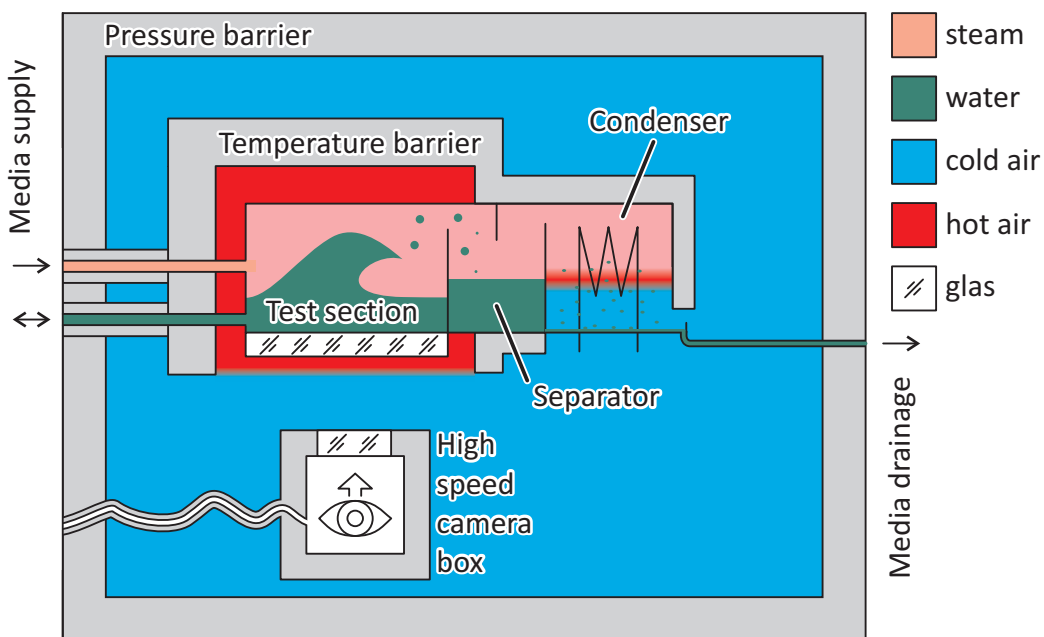 Pressure barrier
steam
water
cold air
hot air
glas
Media supply
Temperature barrier
Condenser
Test section
Separator
High
speed
camera
box
Media drainage